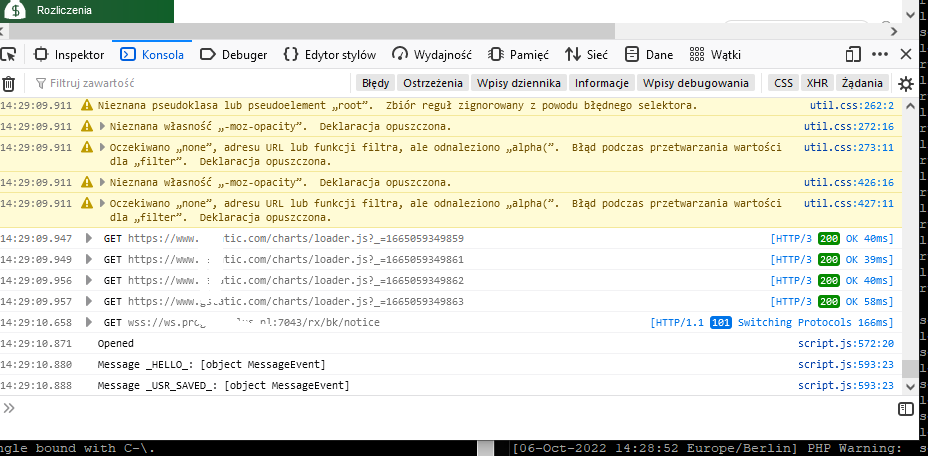 Rozliczenia
Inspektor Konsola Debuger Edytor stylów Wydajność Pamięć Sieć Dane Wątki
Filtruj zawartość Błędy Ostrzeżenia Wpisy dziennika Informacje Wpisy debugowania CSS XHR Żądania
14:29:09.911 Nieznana pseudoklasa lub pseudoelement „root”. Zbiór reguł zignorowany z powodu błędnego selektora. util.css:262:2
14:29:09.911 Nieznana własność „-moz-opacity”. Deklaracja opuszczona. util.css:272:16
14:29:09.911 Oczekiwano „none”, adresu URL lub funkcji filtra, ale odnaleziono „alpha(”. Błąd podczas przetwarzania wartości util.css:273:11
dla „filter”. Deklaracja opuszczona.
14:29:09.911 Nieznana własność „-moz-opacity”. Deklaracja opuszczona. util.css:426:16
14:29:09.911 Oczekiwano „none”, adresu URL lub funkcji filtra, ale odnaleziono „alpha(”. Błąd podczas przetwarzania wartości util.css:427:11
dla „filter”. Deklaracja opuszczona.
14:29:09.947 GET https://www. tic.com/charts/loader.js?_=1665059349859 [HTTP/3 200 OK 40ms]
14:29:09.949 GET https://www. tic.com/charts/loader.js?_=1665059349861 [HTTP/3 200 OK 39ms]
14:29:09.956 GET https://www. tic.com/charts/loader.js?_=1665059349862 [HTTP/3 200 OK 40ms]
14:29:09.957 GET https://www. atic.com/charts/loader.js?_=1665059349863 [HTTP/3 200 OK 58ms]
14:29:10.658 GET wss://ws. :7043/rx/bk/notice [HTTP/1.1 101 Switching Protocols 166ms]
14:29:10.871 Opened script.js:572:20
14:29:10.880 Message _HELLO_: [object MessageEvent] script.js:593:23
14:29:10.888 Message _USR_SAVED_: [object MessageEvent] script.js:593:23
ngle bound with C-\. [06-Oct-2022 14:28:52 Europe/Berlin] PHP Warning: